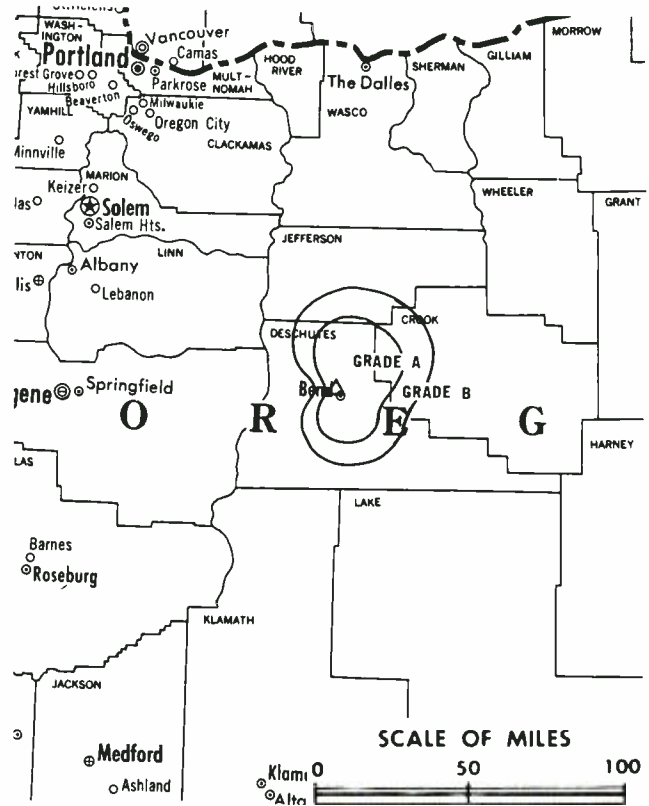 WASH-
INGTON
Vancouver
MORROW
Portland
Camas
HOOD
RIVER
GILLIAM
SHERMAN
MULT-
NOMAH
The Dalles
Parkrose
Hillsboro
Beaverton
Milwaukie
WASCO
YAMHILL
Oswego
Oregon City
CLACKAMAS
MARION
Keizer
WHEELER
GRANT
Solem
Salem Hts.
JEFFERSON
LINN
Albany
Lebanon
DESCHUTES
CROOK
GRADE A
Bend
GRADE B
Springfield
O R E G
HARNEY
LAKE
Barnes
Roseburg
KLAMATH
JACKSON
Medford
Ashland
SCALE OF MILES
0 50 100